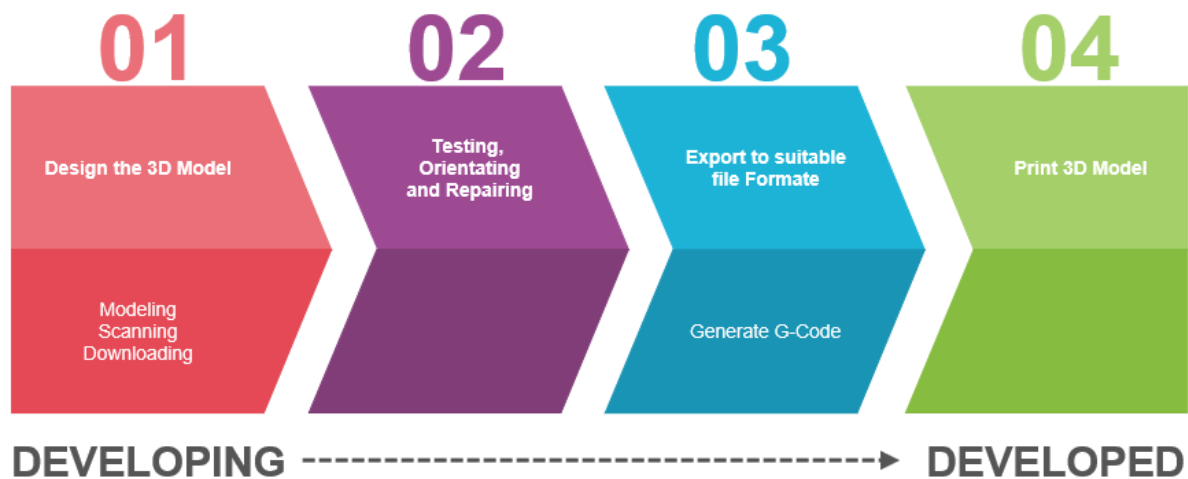 01
02
03
04
Design the 3D Model
Testing,
Orientating
and Repairing
Export to suitable
file Formate
Print 3D Model
Modeling
Scanning
Downloading
Generate G-Code
DEVELOPING
DEVELOPED